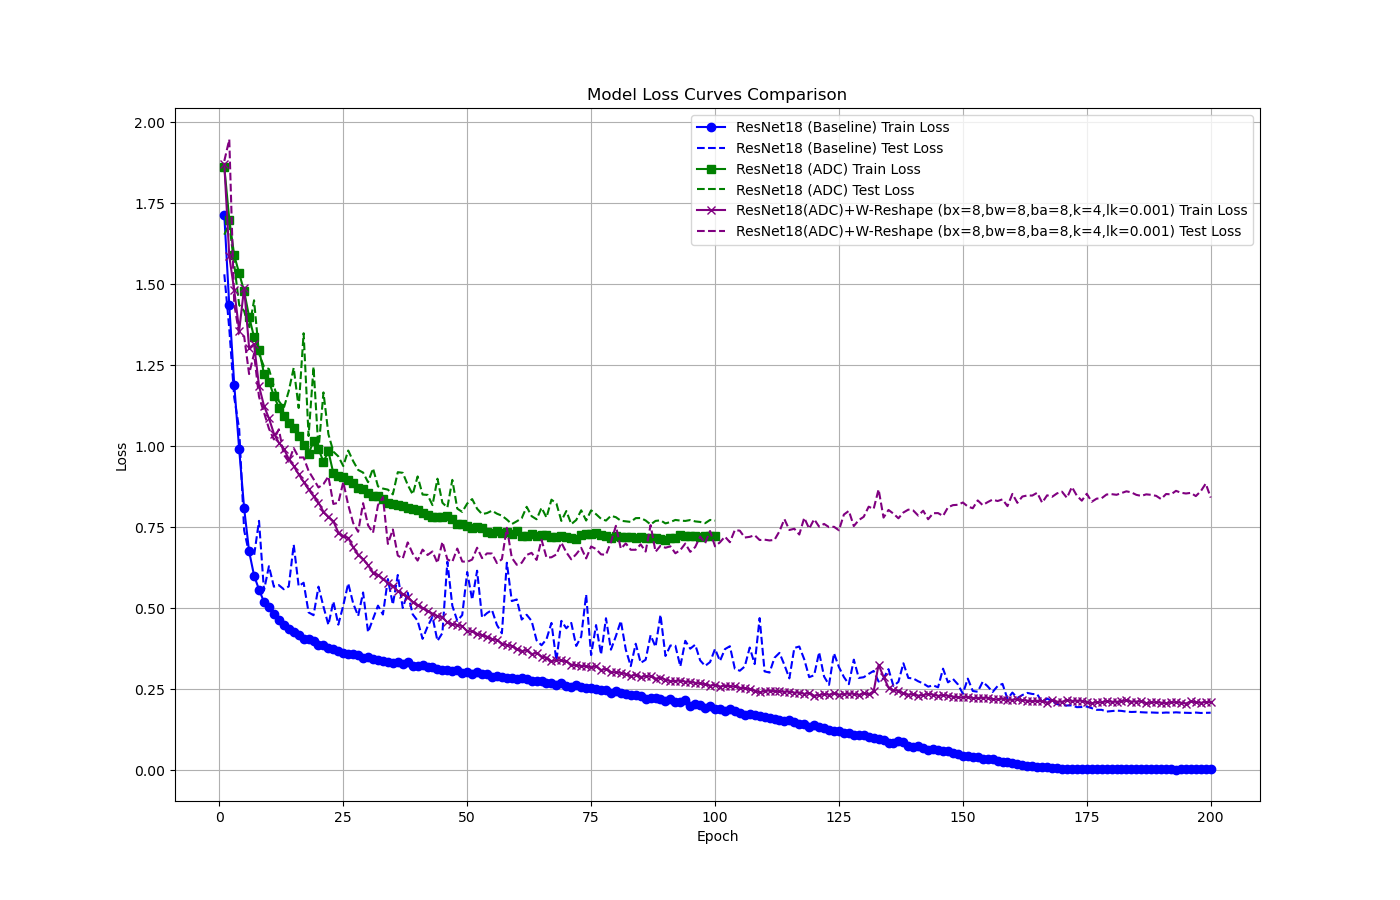 Model Loss Curves Comparison
2.00
1.75
1.50
1.25
1.00
0.75
0.50
0.25
0.00
Loss
ResNet18 (Baseline) Train Loss
ResNet18 (Baseline) Test Loss
ResNet18 (ADC) Train Loss
ResNet18 (ADC) Test Loss
ResNet18(ADC)+W-Reshape (bx=8,bw=8,ba=8,k=4,lk=0.001) Train Loss
ResNet18(ADC)+W-Reshape (bx=8,bw=8,ba=8,k=4,lk=0.001) Test Loss
0 25 50 75 100 125 150 175 200
Epoch